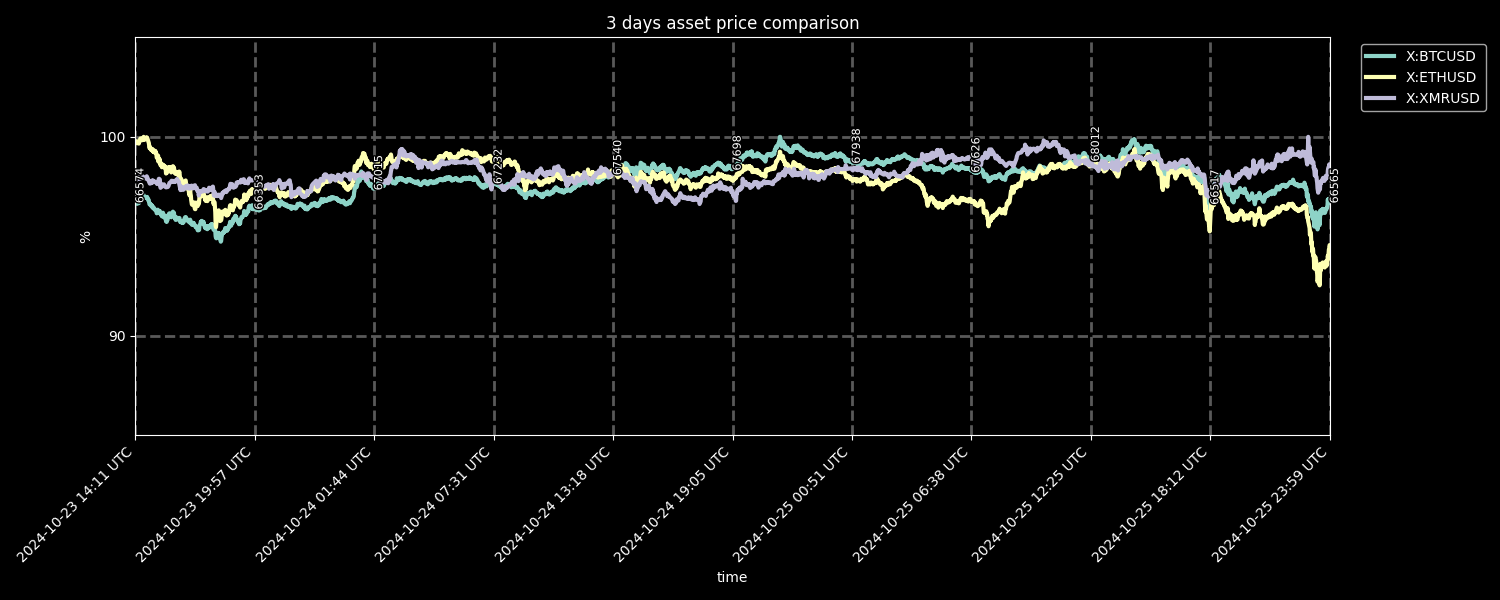 3 days asset price comparison
X:BTCUSD
X:ETHUSD
X:XMRUSD
100
90
%
66574
66353
67015
67232
67540
67698
67938
67626
68012
66517
66565
2024-10-23 14:11 UTC
2024-10-23 19:57 UTC
2024-10-24 01:44 UTC
2024-10-24 07:31 UTC
2024-10-24 13:18 UTC
2024-10-24 19:05 UTC
2024-10-25 00:51 UTC
2024-10-25 06:38 UTC
2024-10-25 12:25 UTC
2024-10-25 18:12 UTC
2024-10-25 23:59 UTC
time